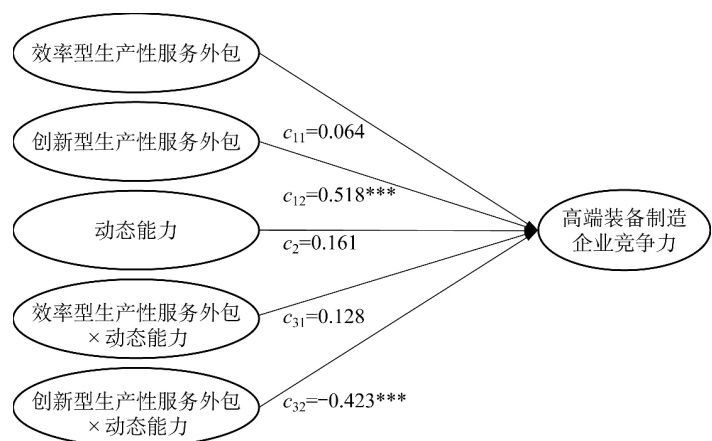 效率型生产性服务外包
创新型生产性服务外包
c11=0.064
c12=0.518***
动态能力
c2=0.161
高端装备制造
企业竞争力
效率型生产性服务外包
×动态能力
c31=0.128
创新型生产性服务外包
×动态能力
c32=−0.423***